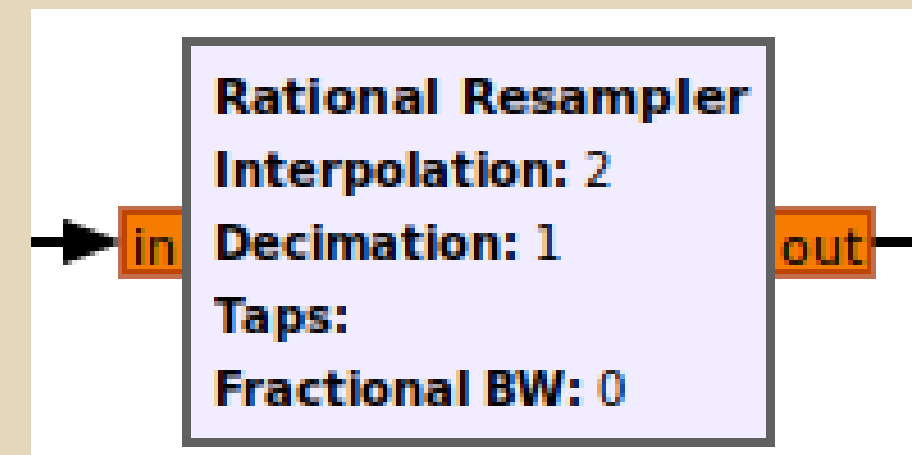 Rational Resampler
Interpolation: 2
in
Decimation: 1
out
Taps:
Fractional BW: 0